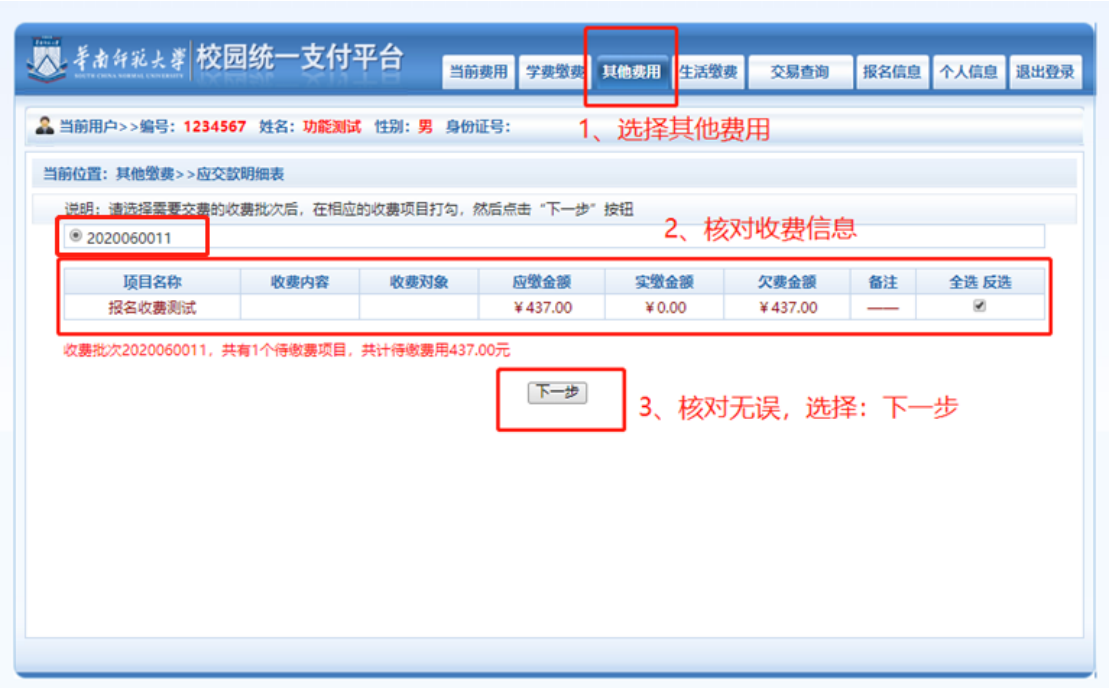 华南师范大学 校园统一支付平台
SOUTH CHINA NORMAL UNIVERSITY
当前费用 学费缴费 其他费用 生活缴费 交易查询 报名信息 个人信息 退出登录
当前用户>>编号：1234567 姓名：功能测试 性别：男 身份证号：
1、选择其他费用
当前位置：其他缴费>>应交款明细表
说明：请选择需要交费的收费批次后，在相应的收费项目打勾，然后点击“下一步”按钮
2020060011
2、核对收费信息
项目名称 收费内容 收费对象 应缴金额 实缴金额 欠费金额 备注 全选 反选
报名收费测试 ￥437.00 ￥0.00 ￥437.00 ——
收费批次2020060011，共有1个待缴费项目，共计待缴费用437.00元
下一步
3、核对无误，选择：下一步